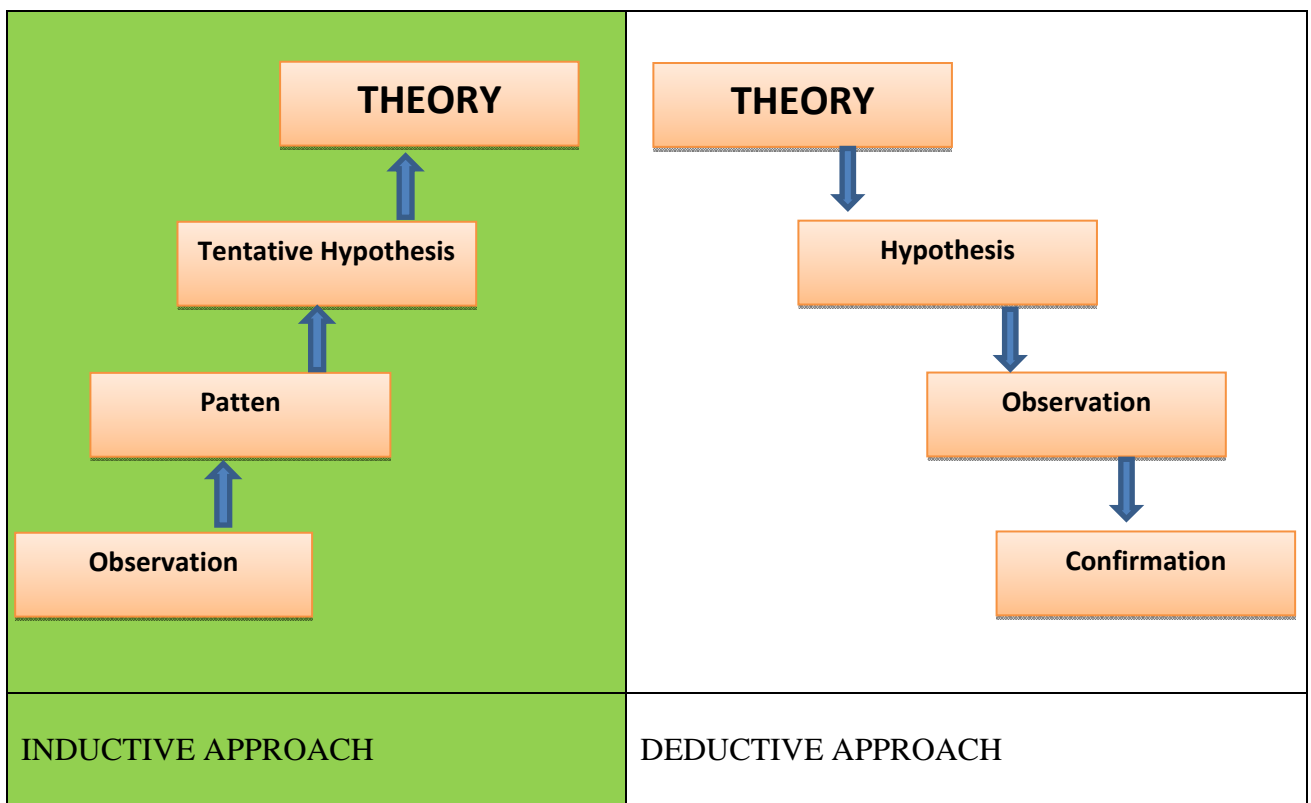 THEORY
Tentative Hypothesis
Patten
Observation
INDUCTIVE APPROACH
THEORY
Hypothesis
Observation
Confirmation
DEDUCTIVE APPROACH